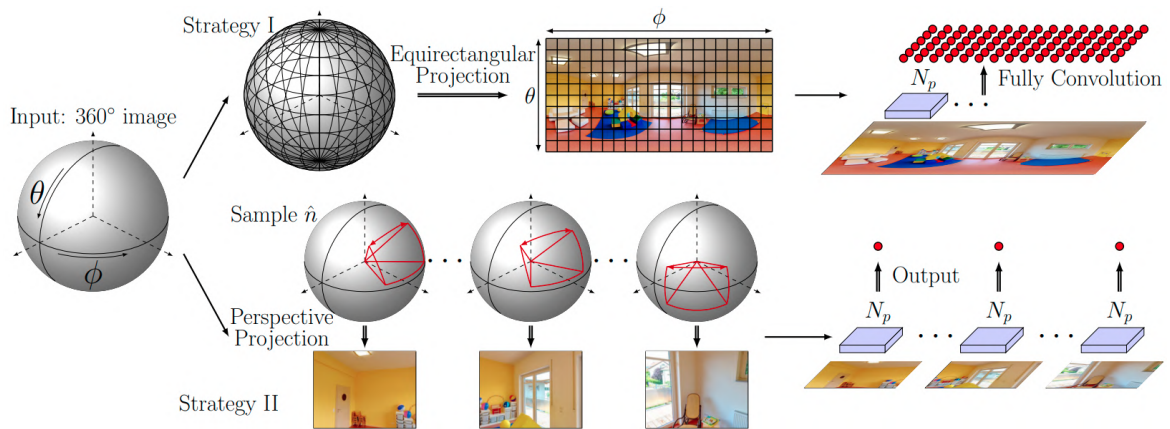 Strategy I
Equirectangular
Projection
ϕ
θ
N_p
Fully Convolution
Input: 360° image
θ
ϕ
Sample n̂
Perspective
Projection
Output
N_p
N_p
N_p
Strategy II